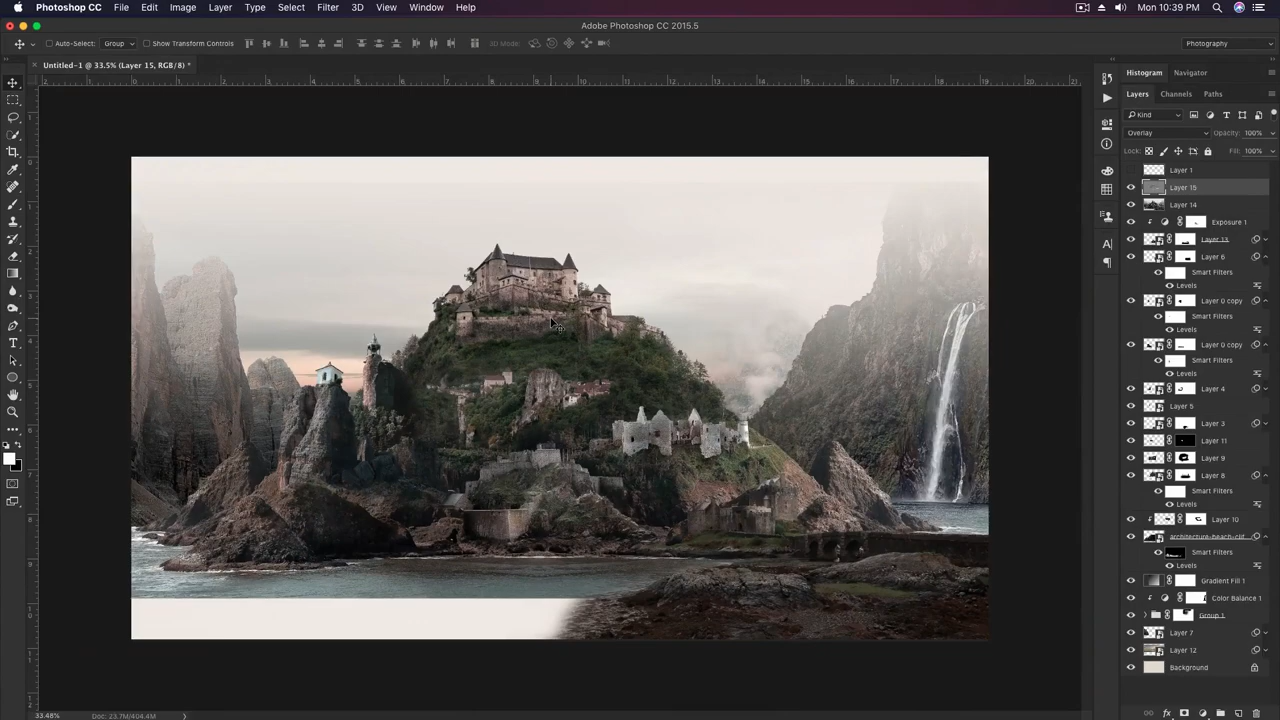 Photoshop CC File Edit Image Layer Type Select Filter 3D View Window Help Mon 10:39 PM
Adobe Photoshop CC 2015.5
Auto-Select: Group Show Transform Controls 3D Mode: Photography
Untitled-1 @ 33.5% (Layer 15, RGB/8) *
Histogram Navigator
Layers Channels Paths
Kind
Overlay Opacity: 100%
Lock: Fill: 100%
Layer 1
Layer 15
Layer 14
Exposure 1
Layer 13
Layer 6
Smart Filters
Levels
Layer 0 copy
Smart Filters
Levels
Layer 0 copy
Smart Filters
Levels
Layer 4
Layer 5
Layer 3
Layer 11
Layer 9
Layer 8
Smart Filters
Levels
Layer 10
architecture-beach-clif...
Smart Filters
Levels
Gradient Fill 1
Color Balance 1
Group 1
Layer 7
Layer 12
Background
33.48% Doc: 23.7M/404.4M